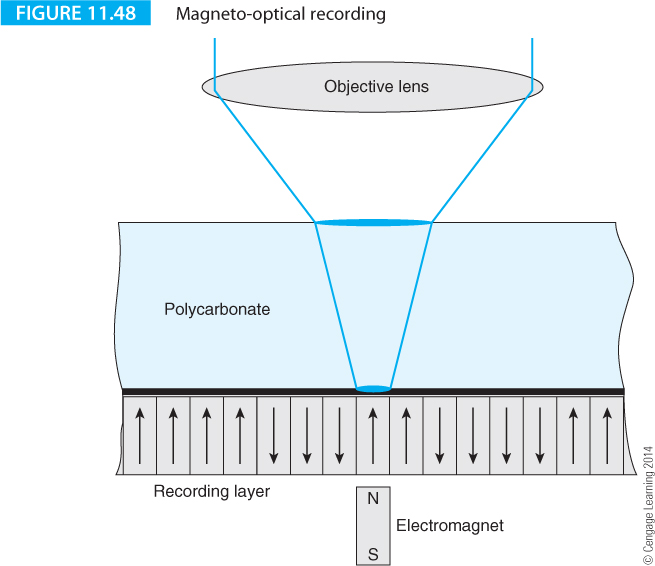 FIGURE 11.48 Magneto-optical recording
Objective lens
Polycarbonate
Recording layer
N
Electromagnet
S
© Cengage Learning 2014